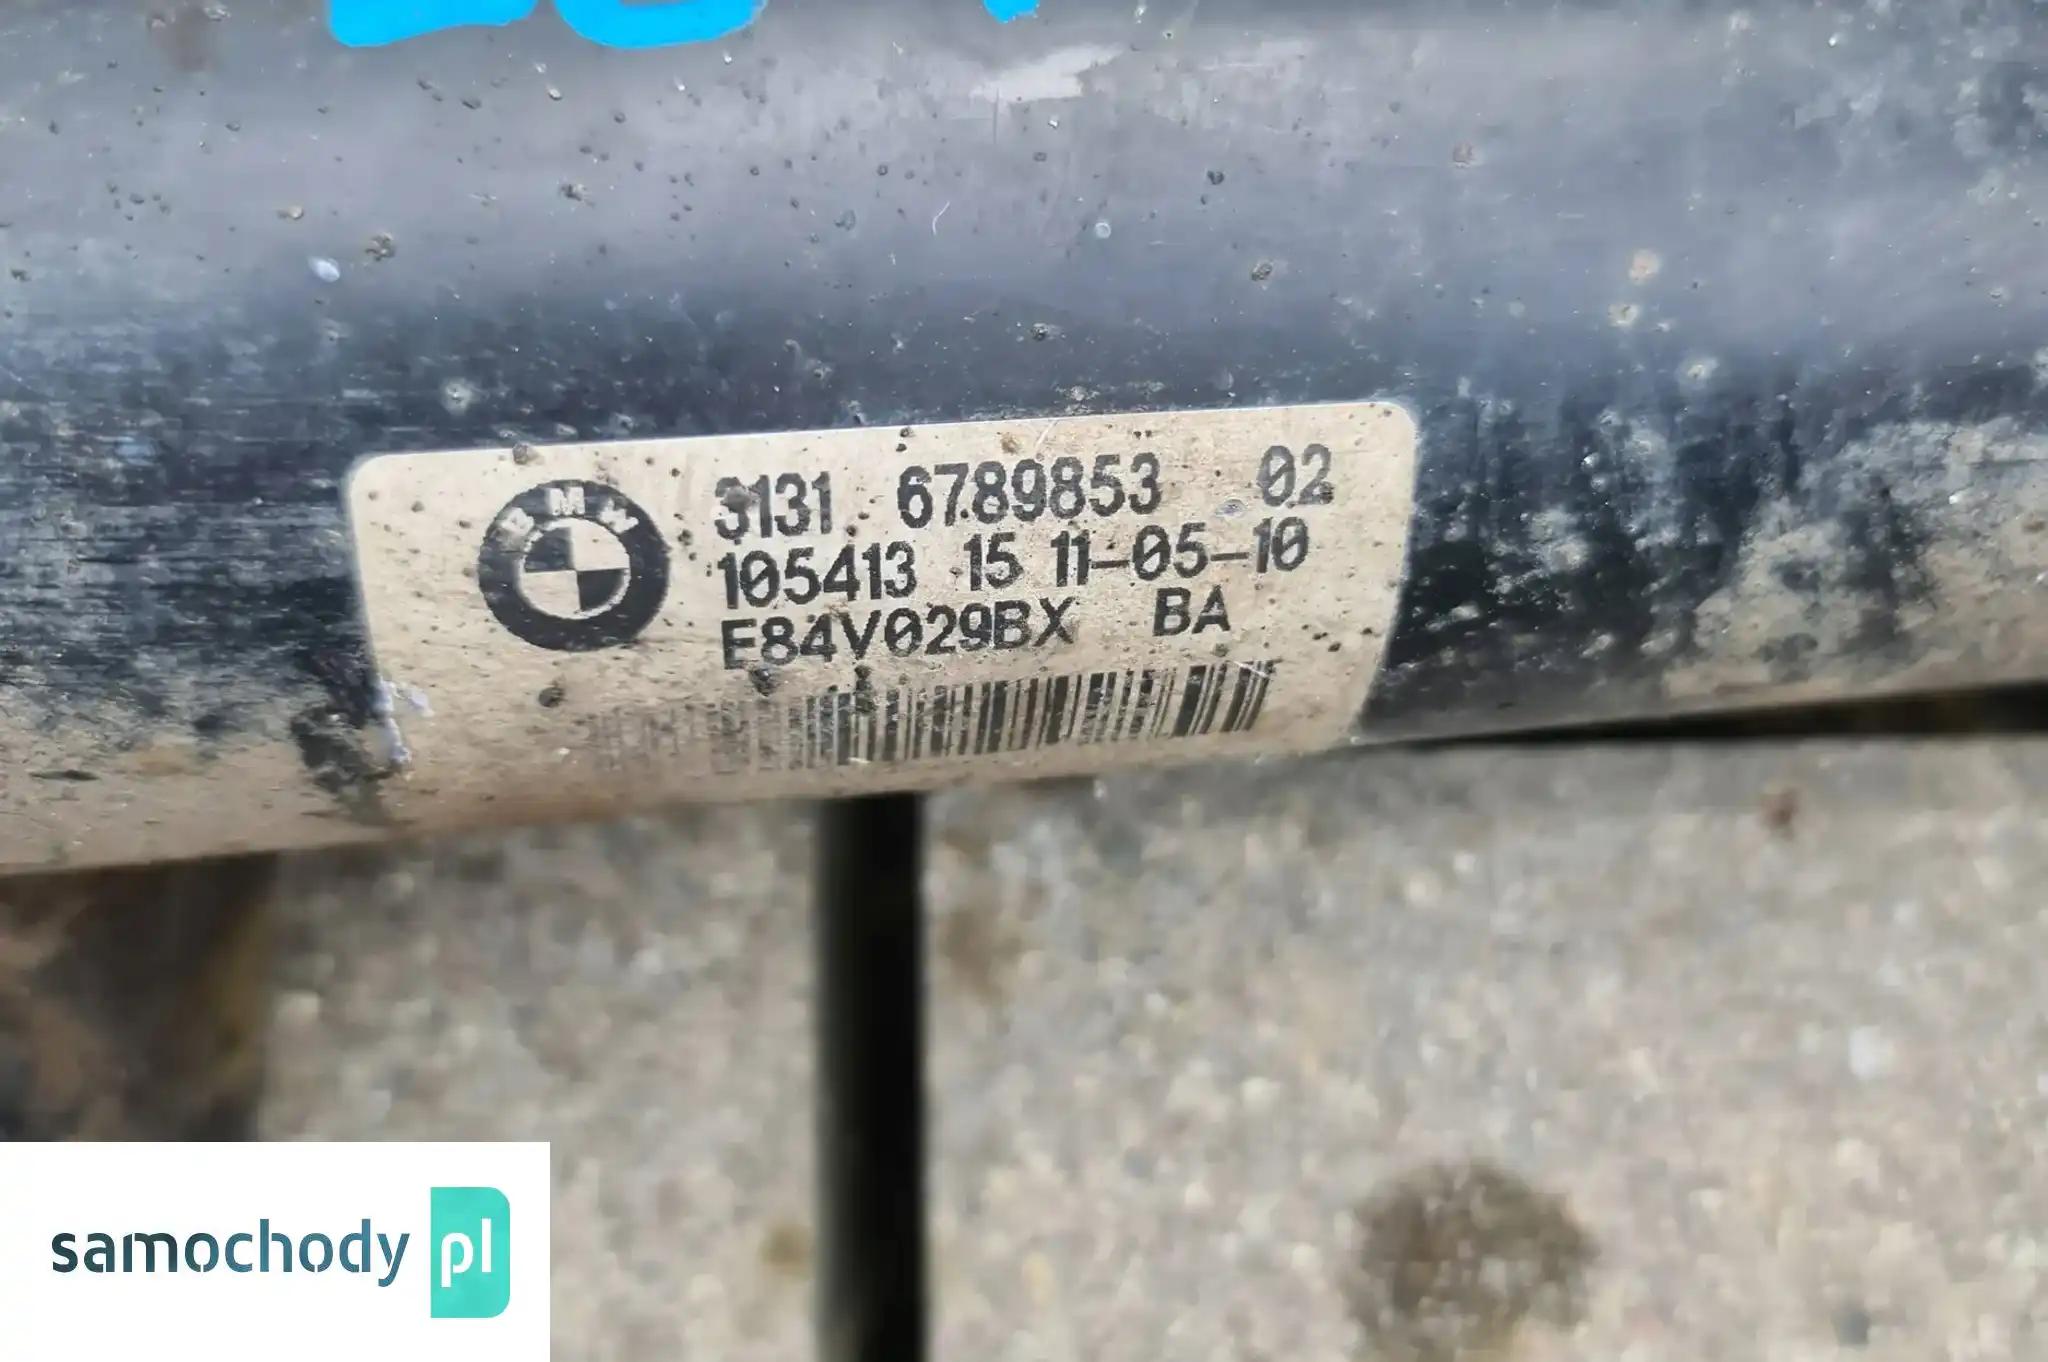 BMW
3131 6789853 02
105413 15 11-05-10
E84V029BX BA
samochody pl